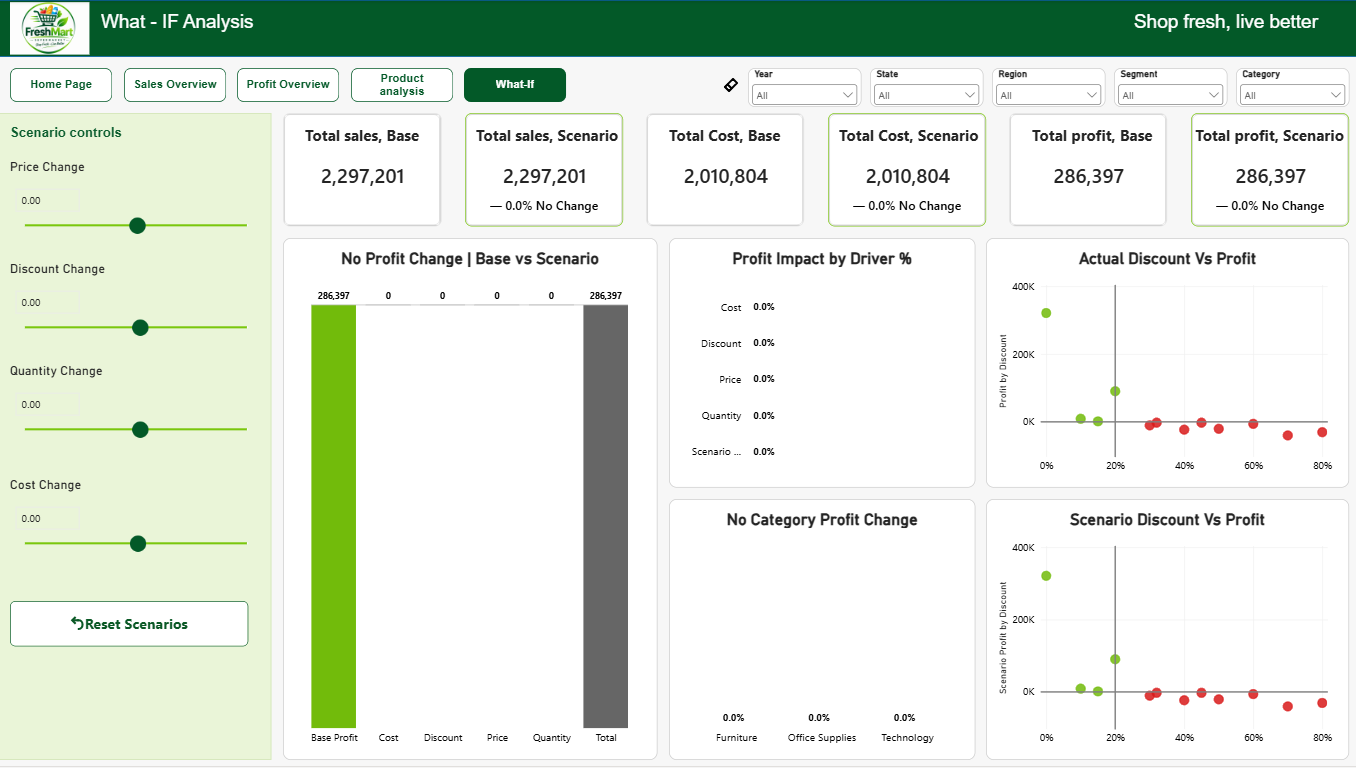 FreshMart
SUPERMARKET
What - IF Analysis
Shop fresh, live better
Home Page
Sales Overview
Profit Overview
Product
analysis
What-If
Year
All
State
All
Region
All
Segment
All
Category
All
Scenario controls
Price Change
0.00
Discount Change
0.00
Quantity Change
0.00
Cost Change
0.00
Reset Scenarios
Total sales, Base
2,297,201
Total sales, Scenario
2,297,201
— 0.0% No Change
Total Cost, Base
2,010,804
Total Cost, Scenario
2,010,804
— 0.0% No Change
Total profit, Base
286,397
Total profit, Scenario
286,397
— 0.0% No Change
No Profit Change | Base vs Scenario
286,397 0 0 0 0 286,397
Base Profit Cost Discount Price Quantity Total
Profit Impact by Driver %
Cost 0.0%
Discount 0.0%
Price 0.0%
Quantity 0.0%
Scenario ... 0.0%
Actual Discount Vs Profit
Profit by Discount
400K
200K
0K
0% 20% 40% 60% 80%
No Category Profit Change
0.0% 0.0% 0.0%
Furniture Office Supplies Technology
Scenario Discount Vs Profit
Scenario Profit by Discount
400K
200K
0K
0% 20% 40% 60% 80%